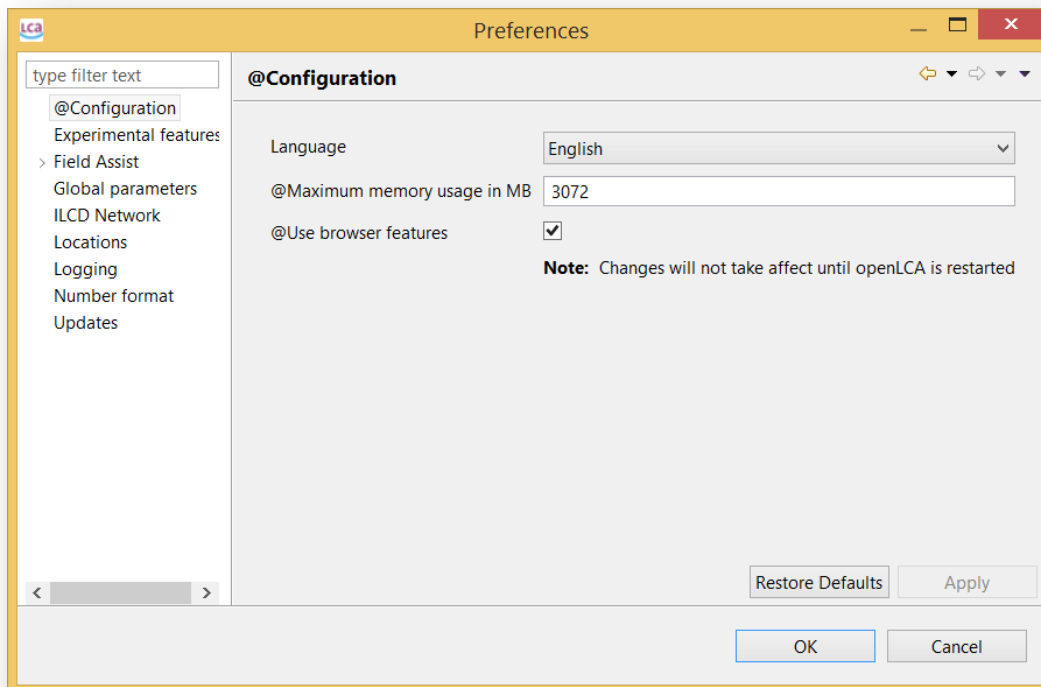 LCA
Preferences
type filter text
@Configuration
Experimental features
Field Assist
Global parameters
ILCD Network
Locations
Logging
Number format
Updates
@Configuration
Language
English
@Maximum memory usage in MB
3072
@Use browser features
Note: Changes will not take affect until openLCA is restarted
Restore Defaults
Apply
OK
Cancel